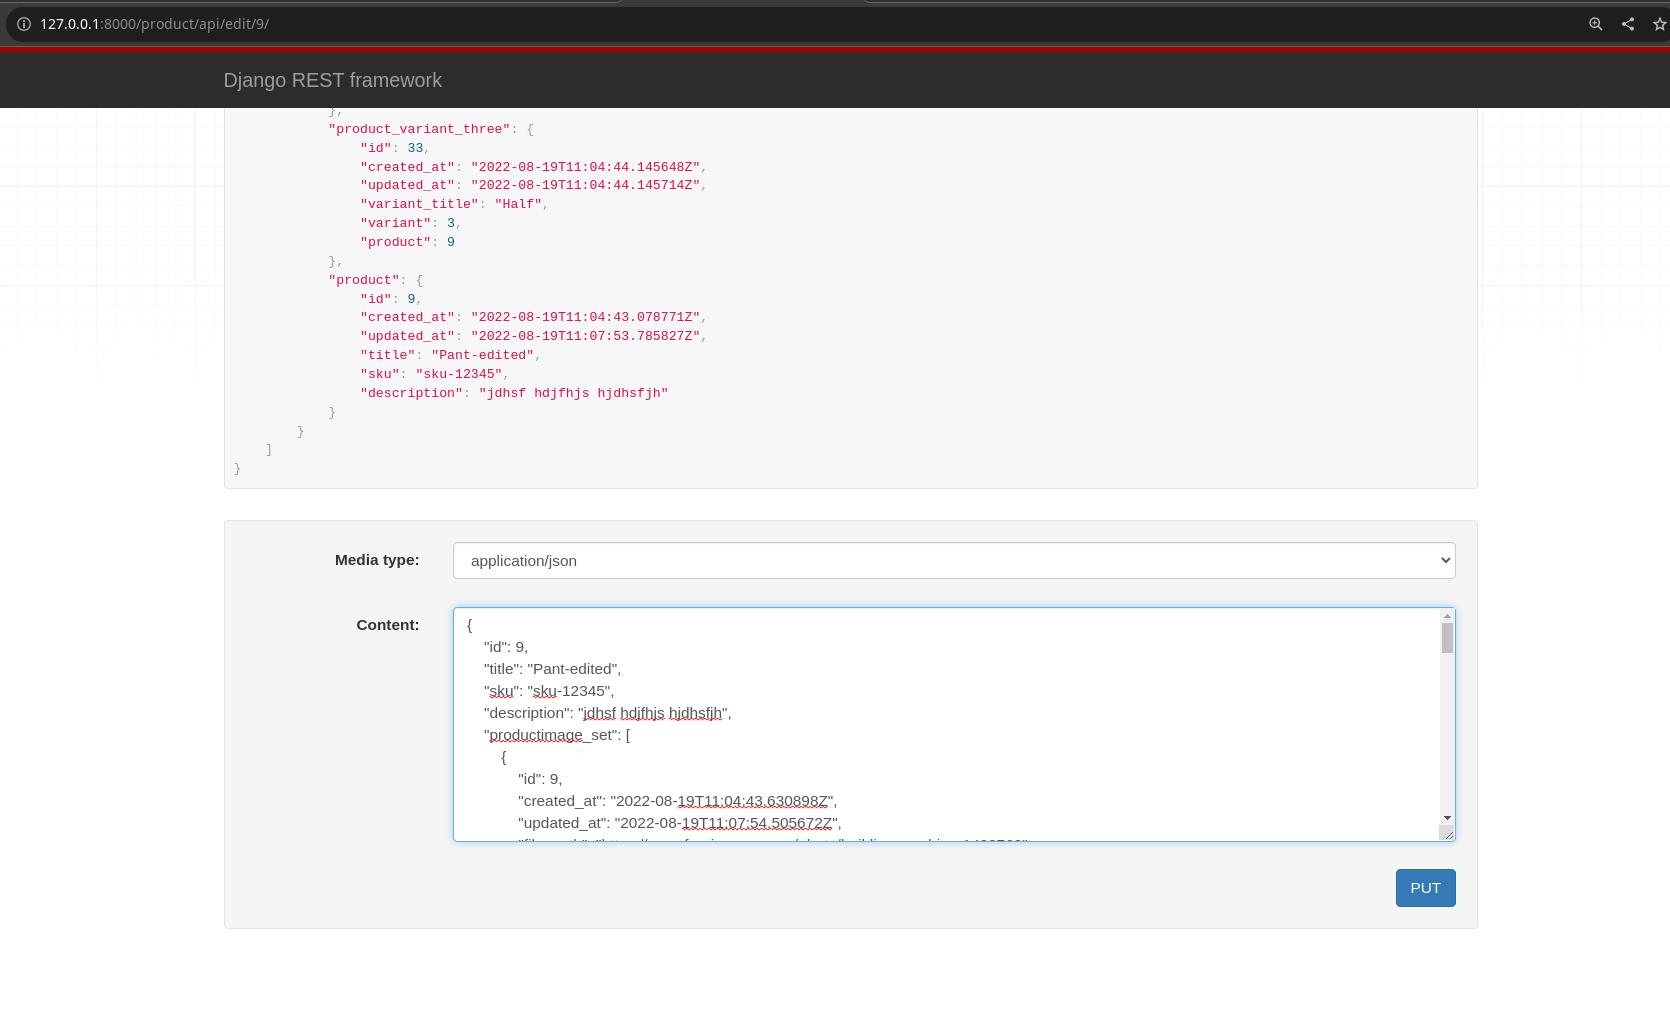 127.0.0.1:8000/product/api/edit/9/
Django REST framework
},
"product_variant_three": {
"id": 33,
"created_at": "2022-08-19T11:04:44.145648Z",
"updated_at": "2022-08-19T11:04:44.145714Z",
"variant_title": "Half",
"variant": 3,
"product": 9
},
"product": {
"id": 9,
"created_at": "2022-08-19T11:04:43.078771Z",
"updated_at": "2022-08-19T11:07:53.785827Z",
"title": "Pant-edited",
"sku": "sku-12345",
"description": "jdhsf hdjfhjs hjdhsfjh"
}
}
]
}
Media type:
application/json
Content:
{
"id": 9,
"title": "Pant-edited",
"sku": "sku-12345",
"description": "jdhsf hdjfhjs hjdhsfjh",
"productimage_set": [
{
"id": 9,
"created_at": "2022-08-19T11:04:43.630898Z",
"updated_at": "2022-08-19T11:07:54.505672Z",
PUT